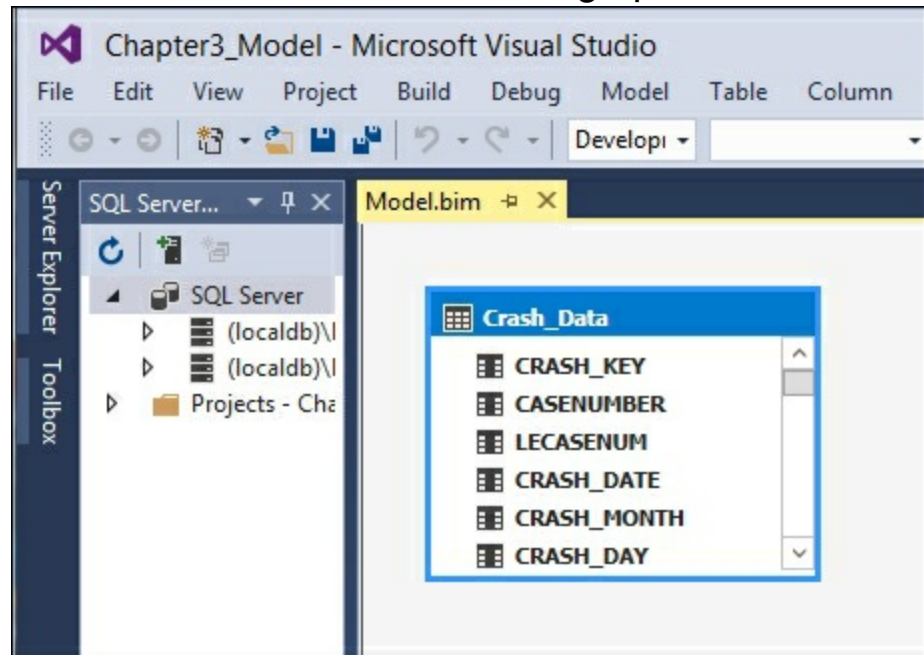 Chapter3_Model - Microsoft Visual Studio
File Edit View Project Build Debug Model Table Column
Developı
Server Explorer
Toolbox
SQL Server...
Model.bim
SQL Server
(localdb)\
(localdb)\
Projects - Cha
Crash_Data
CRASH_KEY
CASENUMBER
LECASENUM
CRASH_DATE
CRASH_MONTH
CRASH_DAY